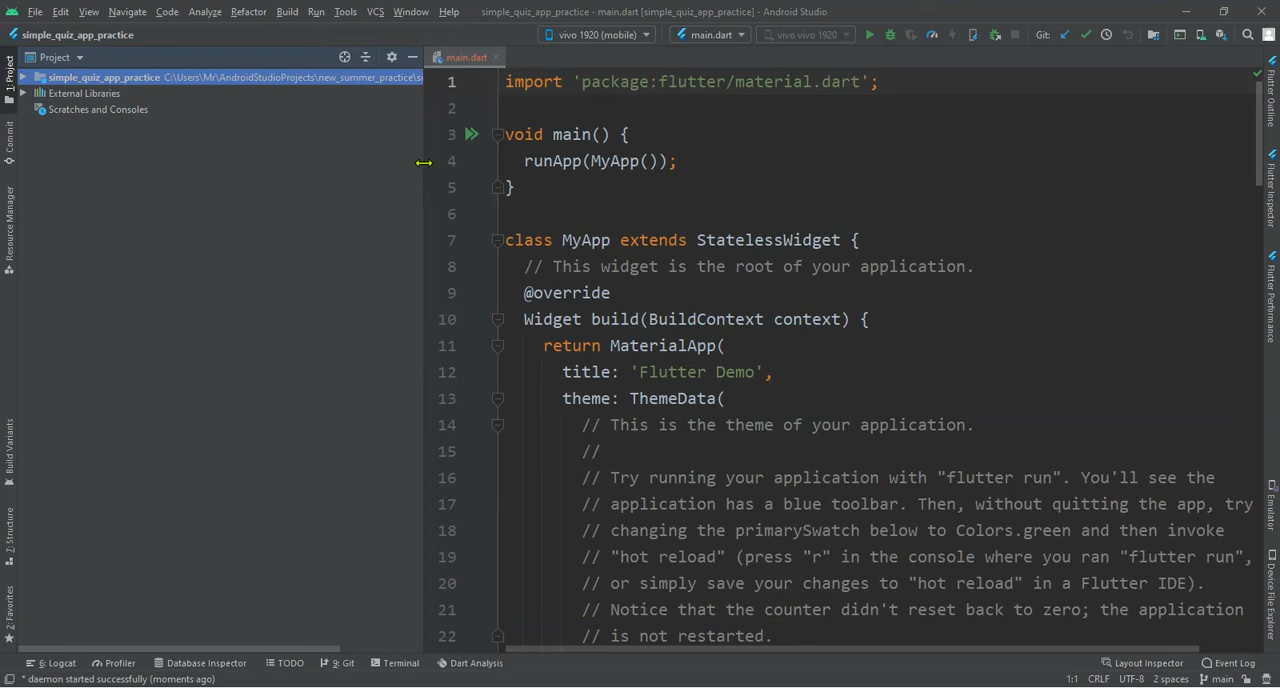 File Edit View Navigate Code Analyze Refactor Build Run Tools VCS Window Help simple_quiz_app_practice - main.dart [simple_quiz_app_practice] - Android Studio
simple_quiz_app_practice vivo 1920 (mobile) main.dart vivo vivo 1920 Git:
1: Project
Commit
Resource Manager
Build Variants
7: Structure
2: Favorites
Project
simple_quiz_app_practice C:\Users\Mr\AndroidStudioProjects\new_summer_practice\si
External Libraries
Scratches and Consoles
main.dart
1 import 'package:flutter/material.dart';
2
3 void main() {
4 runApp(MyApp());
5 }
6
7 class MyApp extends StatelessWidget {
8 // This widget is the root of your application.
9 @override
10 Widget build(BuildContext context) {
11 return MaterialApp(
12 title: 'Flutter Demo',
13 theme: ThemeData(
14 // This is the theme of your application.
15 //
16 // Try running your application with "flutter run". You'll see the
17 // application has a blue toolbar. Then, without quitting the app, try
18 // changing the primarySwatch below to Colors.green and then invoke
19 // "hot reload" (press "r" in the console where you ran "flutter run",
20 // or simply save your changes to "hot reload" in a Flutter IDE).
21 // Notice that the counter didn't reset back to zero; the application
22 // is not restarted.
Flutter Outline
Flutter Inspector
Flutter Performance
Emulator
Device File Explorer
6: Logcat Profiler Database Inspector TODO 9: Git Terminal Dart Analysis Layout Inspector Event Log
* daemon started successfully (moments ago) 1:1 CRLF UTF-8 2 spaces main